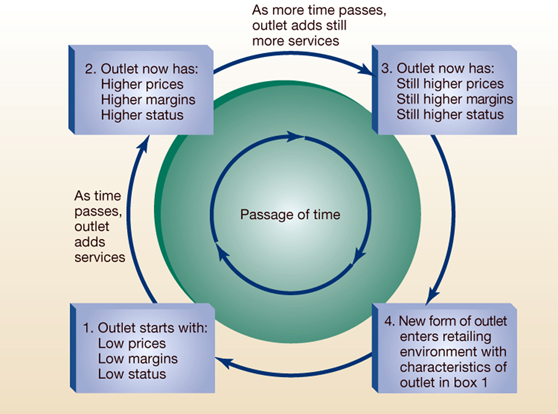 As more time passes,
outlet adds still
more services
2. Outlet now has:
Higher prices
Higher margins
Higher status
3. Outlet now has:
Still higher prices
Still higher margins
Still higher status
As time
passes,
outlet
adds
services
Passage of time
1. Outlet starts with:
Low prices
Low margins
Low status
4. New form of outlet
enters retailing
environment with
characteristics of
outlet in box 1